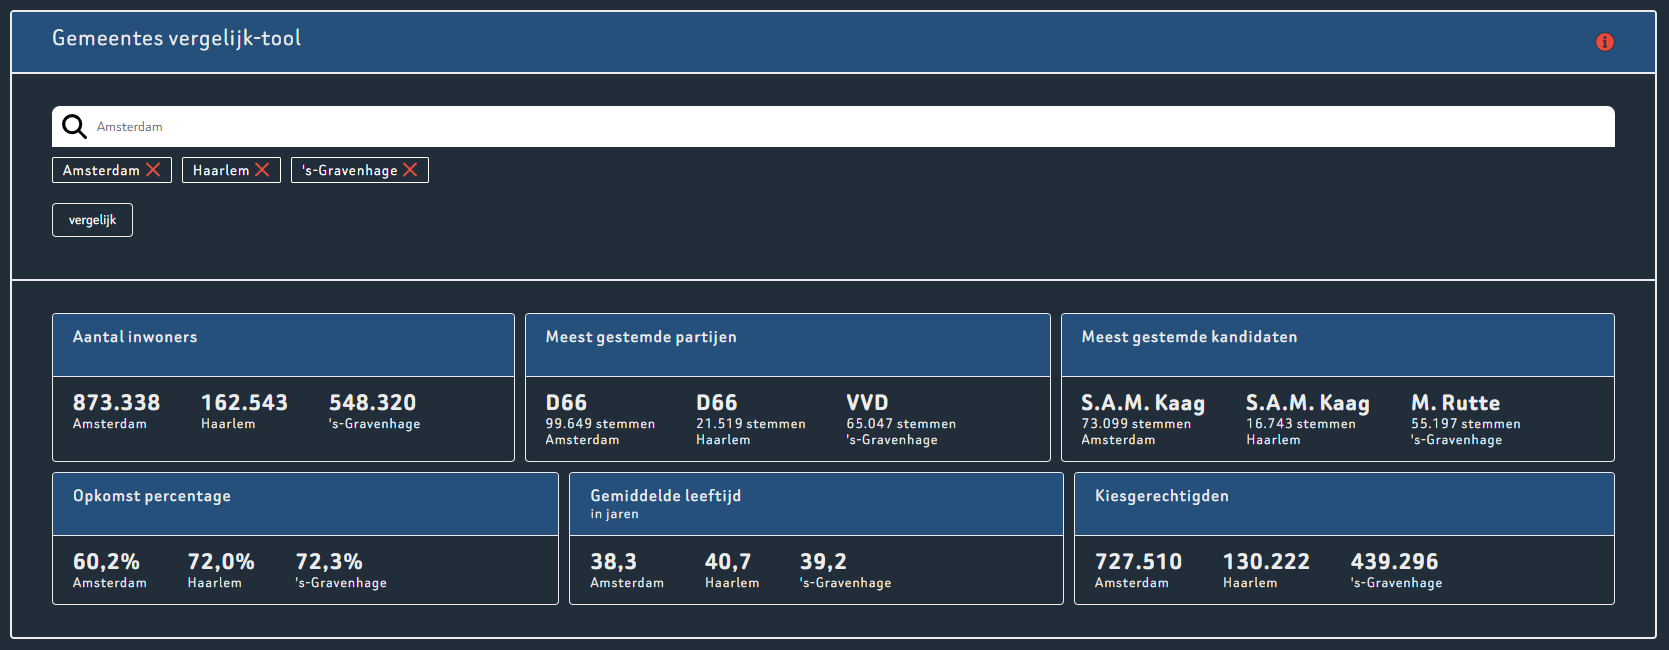 Gemeentes vergelijk-tool
Amsterdam
Amsterdam Haarlem 's-Gravenhage
vergelijk
Aantal inwoners
873.338 162.543 548.320
Amsterdam Haarlem 's-Gravenhage
Meest gestemde partijen
D66 D66 VVD
99.649 stemmen 21.519 stemmen 65.047 stemmen
Amsterdam Haarlem 's-Gravenhage
Meest gestemde kandidaten
S.A.M. Kaag S.A.M. Kaag M. Rutte
73.099 stemmen 16.743 stemmen 55.197 stemmen
Amsterdam Haarlem 's-Gravenhage
Opkomst percentage
60,2% 72,0% 72,3%
Amsterdam Haarlem 's-Gravenhage
Gemiddelde leeftijd
in jaren
38,3 40,7 39,2
Amsterdam Haarlem 's-Gravenhage
Kiesgerechtigden
727.510 130.222 439.296
Amsterdam Haarlem 's-Gravenhage